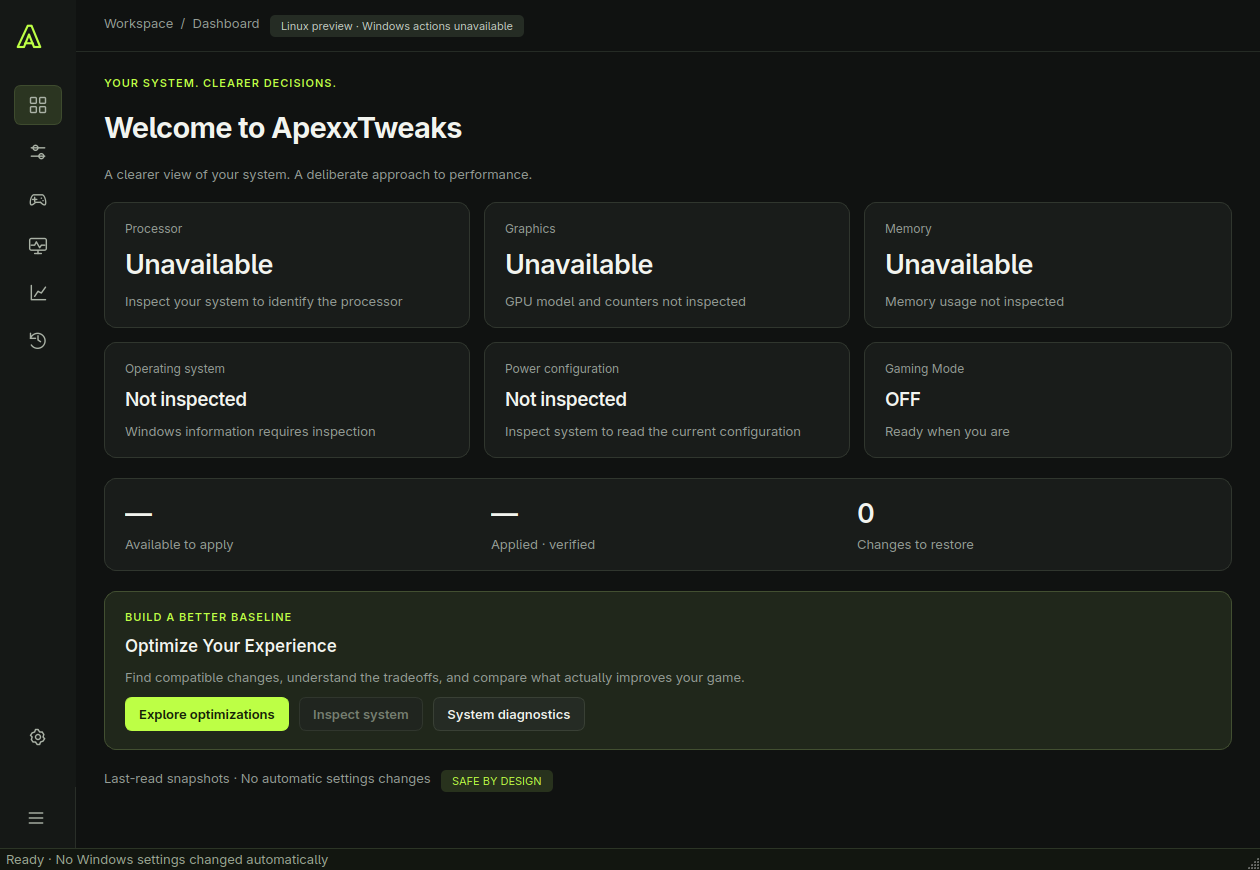 Workspace / Dashboard
Linux preview · Windows actions unavailable
YOUR SYSTEM. CLEARER DECISIONS.
Welcome to ApexxTweaks
A clearer view of your system. A deliberate approach to performance.
Processor
Unavailable
Inspect your system to identify the processor
Graphics
Unavailable
GPU model and counters not inspected
Memory
Unavailable
Memory usage not inspected
Operating system
Not inspected
Windows information requires inspection
Power configuration
Not inspected
Inspect system to read the current configuration
Gaming Mode
OFF
Ready when you are
—
Available to apply
—
Applied · verified
0
Changes to restore
BUILD A BETTER BASELINE
Optimize Your Experience
Find compatible changes, understand the tradeoffs, and compare what actually improves your game.
Explore optimizations
Inspect system
System diagnostics
Last-read snapshots · No automatic settings changes
SAFE BY DESIGN
Ready · No Windows settings changed automatically